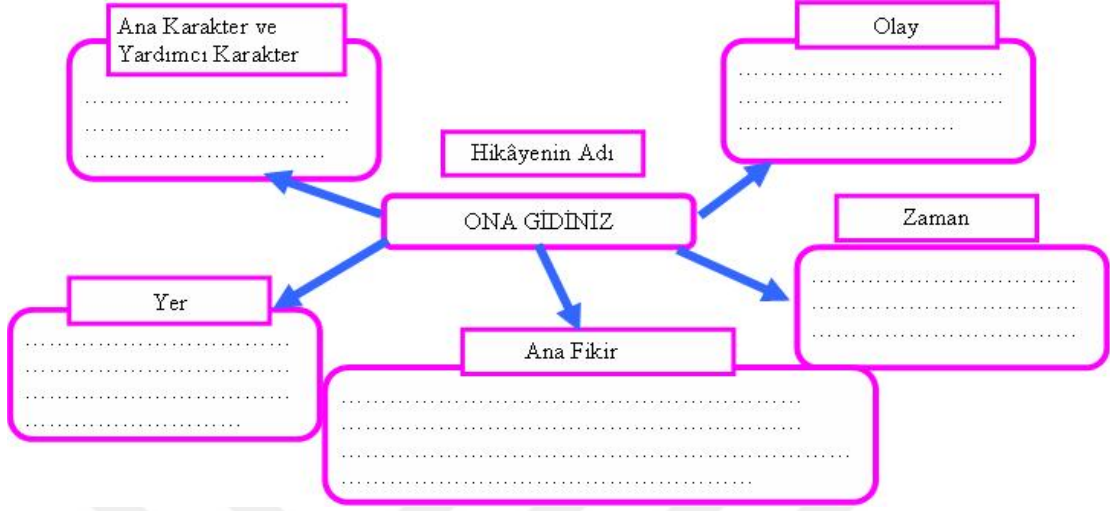 Ana Karakter ve
Yardımcı Karakter
Olay
Hikâyenin Adı
ONA GİDİNİZ
Zaman
Yer
Ana Fikir